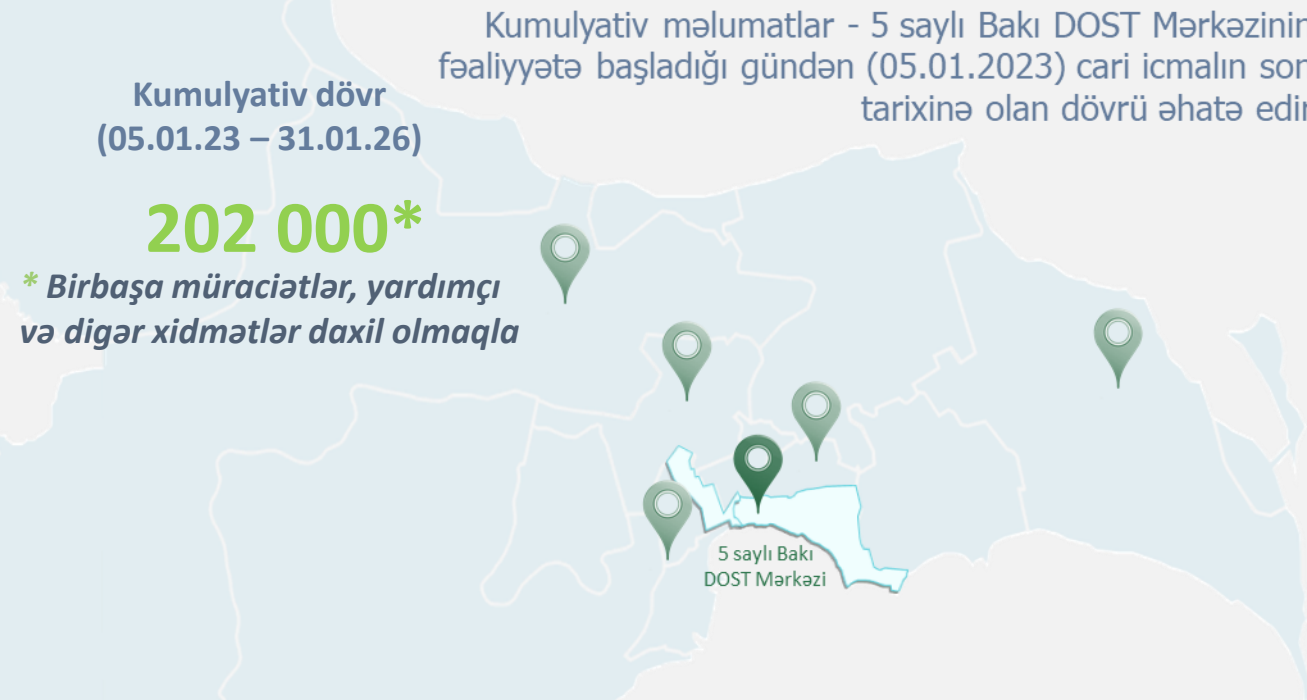 Kumulyativ məlumatlar - 5 saylı Bakı DOST Mərkəzinin
fəaliyyətə başladığı gündən (05.01.2023) cari icmalın son
tarixinə olan dövrü əhatə edir
Kumulyativ dövr
(05.01.23 – 31.01.26)
202 000*
* Birbaşa müraciətlər, yardımçı
və digər xidmətlər daxil olmaqla
5 saylı Bakı
DOST Mərkəzi